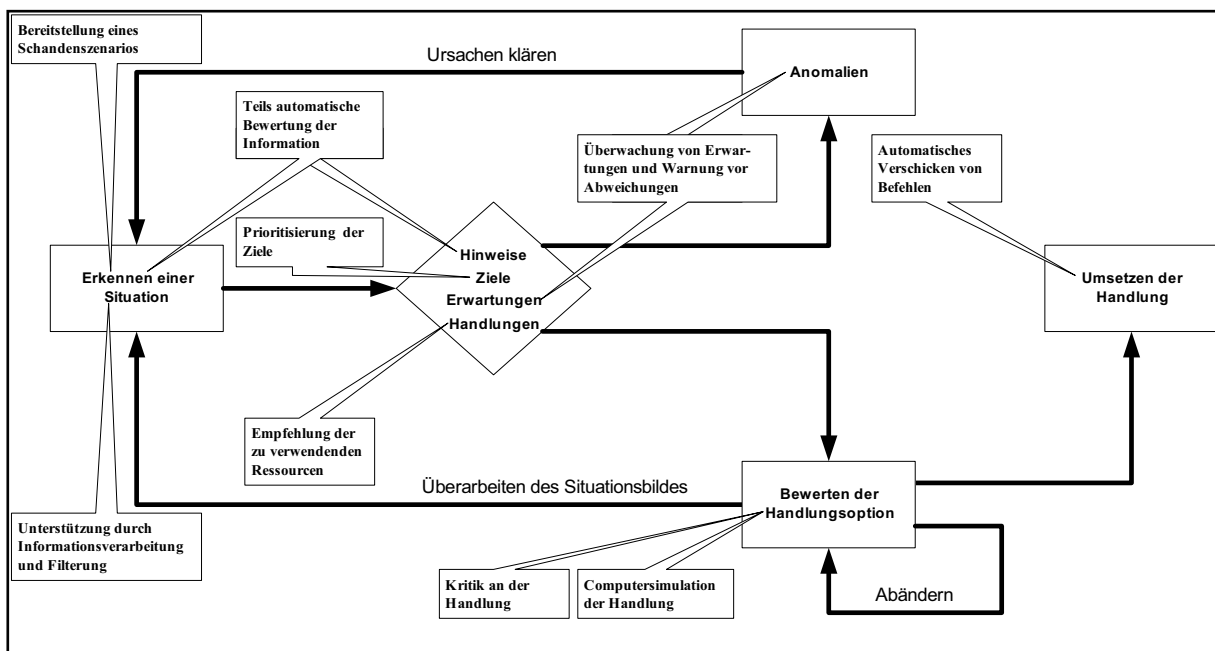 Bereitstellung eines
Schandenszenarios
Ursachen klären
Anomalien
Teils automatische
Bewertung der
Information
Überwachung von Erwar-
tungen und Warnung vor
Abweichungen
Automatisches
Verschicken von
Befehlen
Prioritisierung der
Ziele
Hinweise
Ziele
Erwartungen
Handlungen
Erkennen einer
Situation
Umsetzen der
Handlung
Empfehlung der
zu verwendenden
Ressourcen
Überarbeiten des Situationsbildes
Bewerten der
Handlungsoption
Unterstützung durch
Informationsverarbeitung
und Filterung
Kritik an der
Handlung
Computersimulation
der Handlung
Abändern